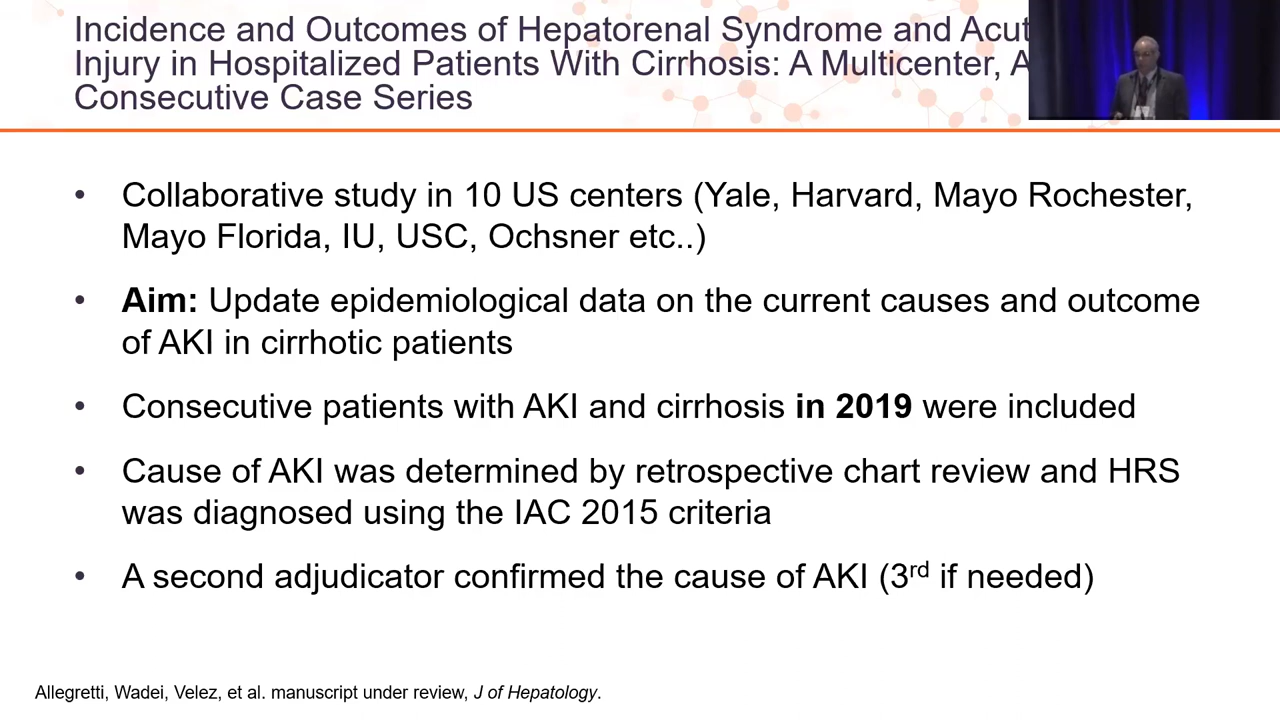 Incidence and Outcomes of Hepatorenal Syndrome and Acut
Injury in Hospitalized Patients With Cirrhosis: A Multicenter, A
Consecutive Case Series
• Collaborative study in 10 US centers (Yale, Harvard, Mayo Rochester,
Mayo Florida, IU, USC, Ochsner etc..)
• Aim: Update epidemiological data on the current causes and outcome
of AKI in cirrhotic patients
• Consecutive patients with AKI and cirrhosis in 2019 were included
• Cause of AKI was determined by retrospective chart review and HRS
was diagnosed using the IAC 2015 criteria
• A second adjudicator confirmed the cause of AKI (3rd if needed)
Allegretti, Wadei, Velez, et al. manuscript under review, J of Hepatology.